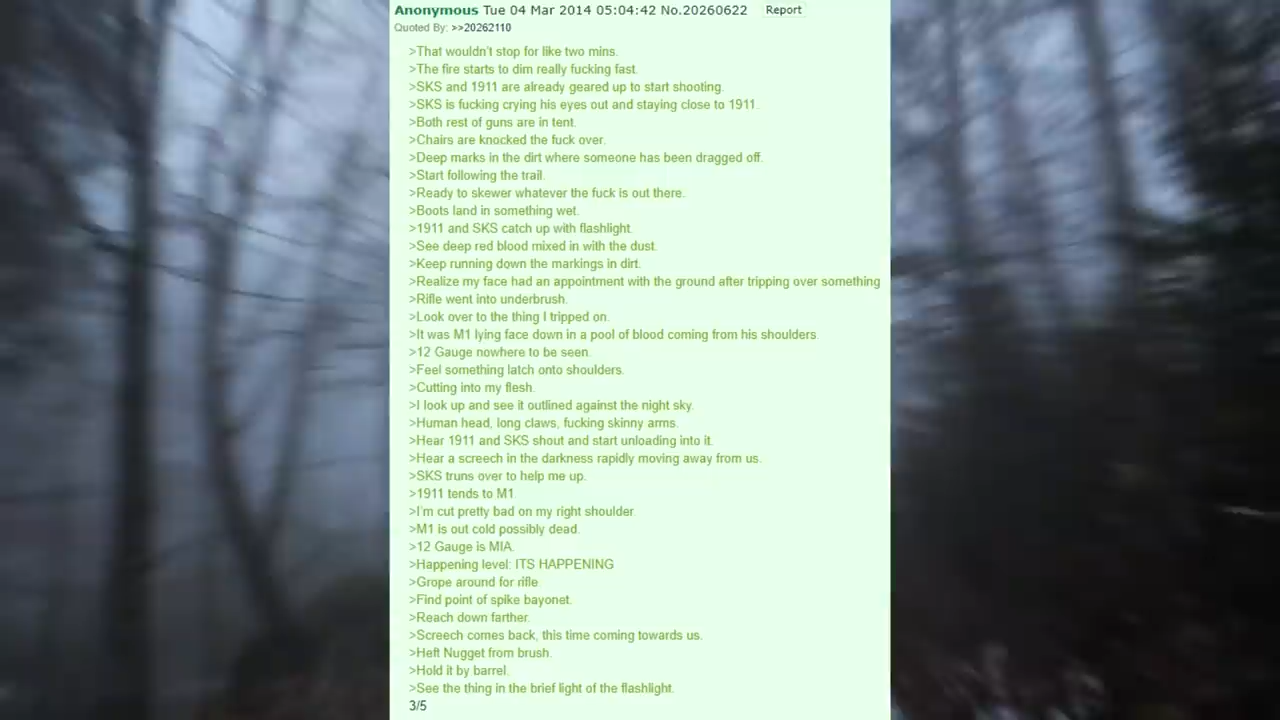 Anonymous Tue 04 Mar 2014 05:04:42 No.20260622 Report
Quoted By: >>20262110
>That wouldn't stop for like two mins.
>The fire starts to dim really fucking fast.
>SKS and 1911 are already geared up to start shooting.
>SKS is fucking crying his eyes out and staying close to 1911.
>Both rest of guns are in tent.
>Chairs are knocked the fuck over.
>Deep marks in the dirt where someone has been dragged off.
>Start following the trail.
>Ready to skewer whatever the fuck is out there.
>Boots land in something wet.
>1911 and SKS catch up with flashlight.
>See deep red blood mixed in with the dust.
>Keep running down the markings in dirt.
>Realize my face had an appointment with the ground after tripping over something
>Rifle went into underbrush.
>Look over to the thing I tripped on.
>It was M1 lying face down in a pool of blood coming from his shoulders.
>12 Gauge nowhere to be seen.
>Feel something latch onto shoulders.
>Cutting into my flesh.
>I look up and see it outlined against the night sky.
>Human head, long claws, fucking skinny arms.
>Hear 1911 and SKS shout and start unloading into it.
>Hear a screech in the darkness rapidly moving away from us.
>SKS truns over to help me up.
>1911 tends to M1.
>I'm cut pretty bad on my right shoulder.
>M1 is out cold possibly dead.
>12 Gauge is MIA.
>Happening level: ITS HAPPENING
>Grope around for rifle.
>Find point of spike bayonet.
>Reach down farther.
>Screech comes back, this time coming towards us.
>Heft Nugget from brush.
>Hold it by barrel.
>See the thing in the brief light of the flashlight.
3/5